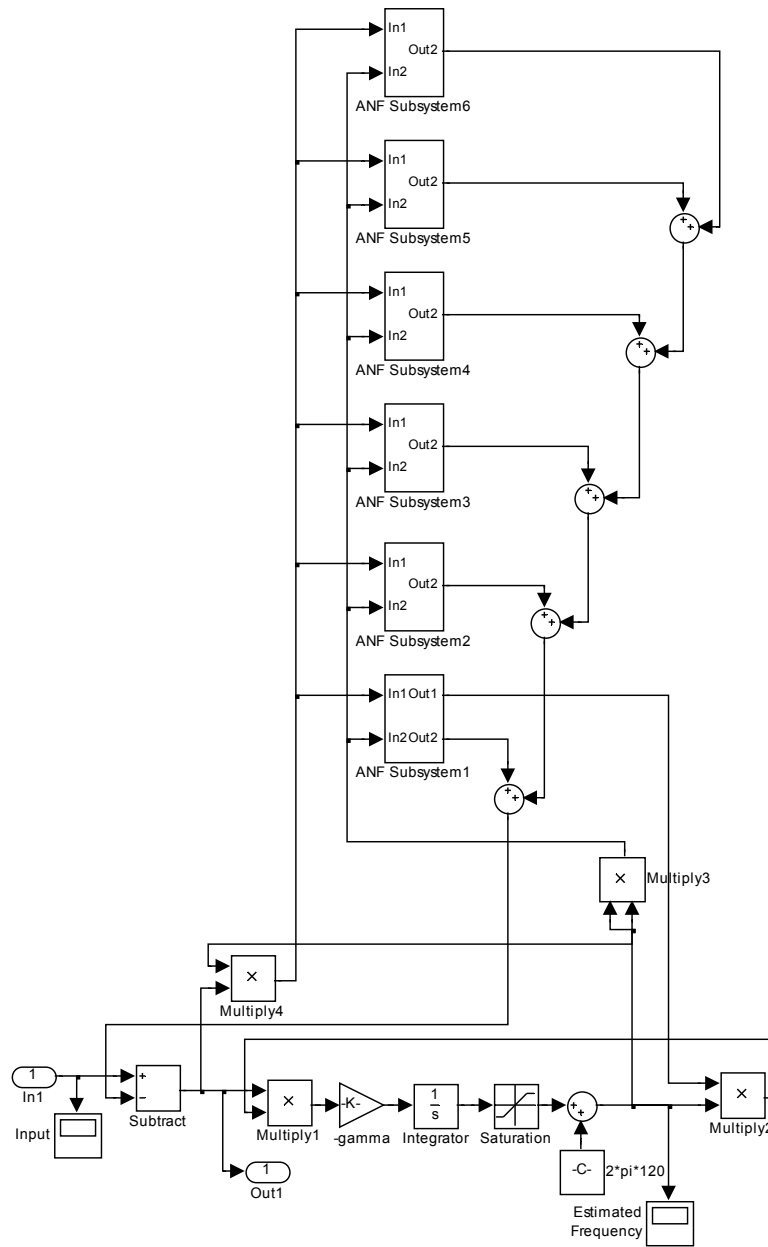 In1
Out2
In2
ANF Subsystem6
In1
Out2
In2
ANF Subsystem5
In1
Out2
In2
ANF Subsystem4
In1
Out2
In2
ANF Subsystem3
In1
Out2
In2
ANF Subsystem2
In1 Out1
In2 Out2
ANF Subsystem1
×
Multiply3
×
Multiply4
1
In1
Input
+
−
Subtract
×
Multiply1
-K-
-gamma
1
s
Integrator
Saturation
-C-
2*pi*120
×
Multiply2
1
Out1
Estimated
Frequency